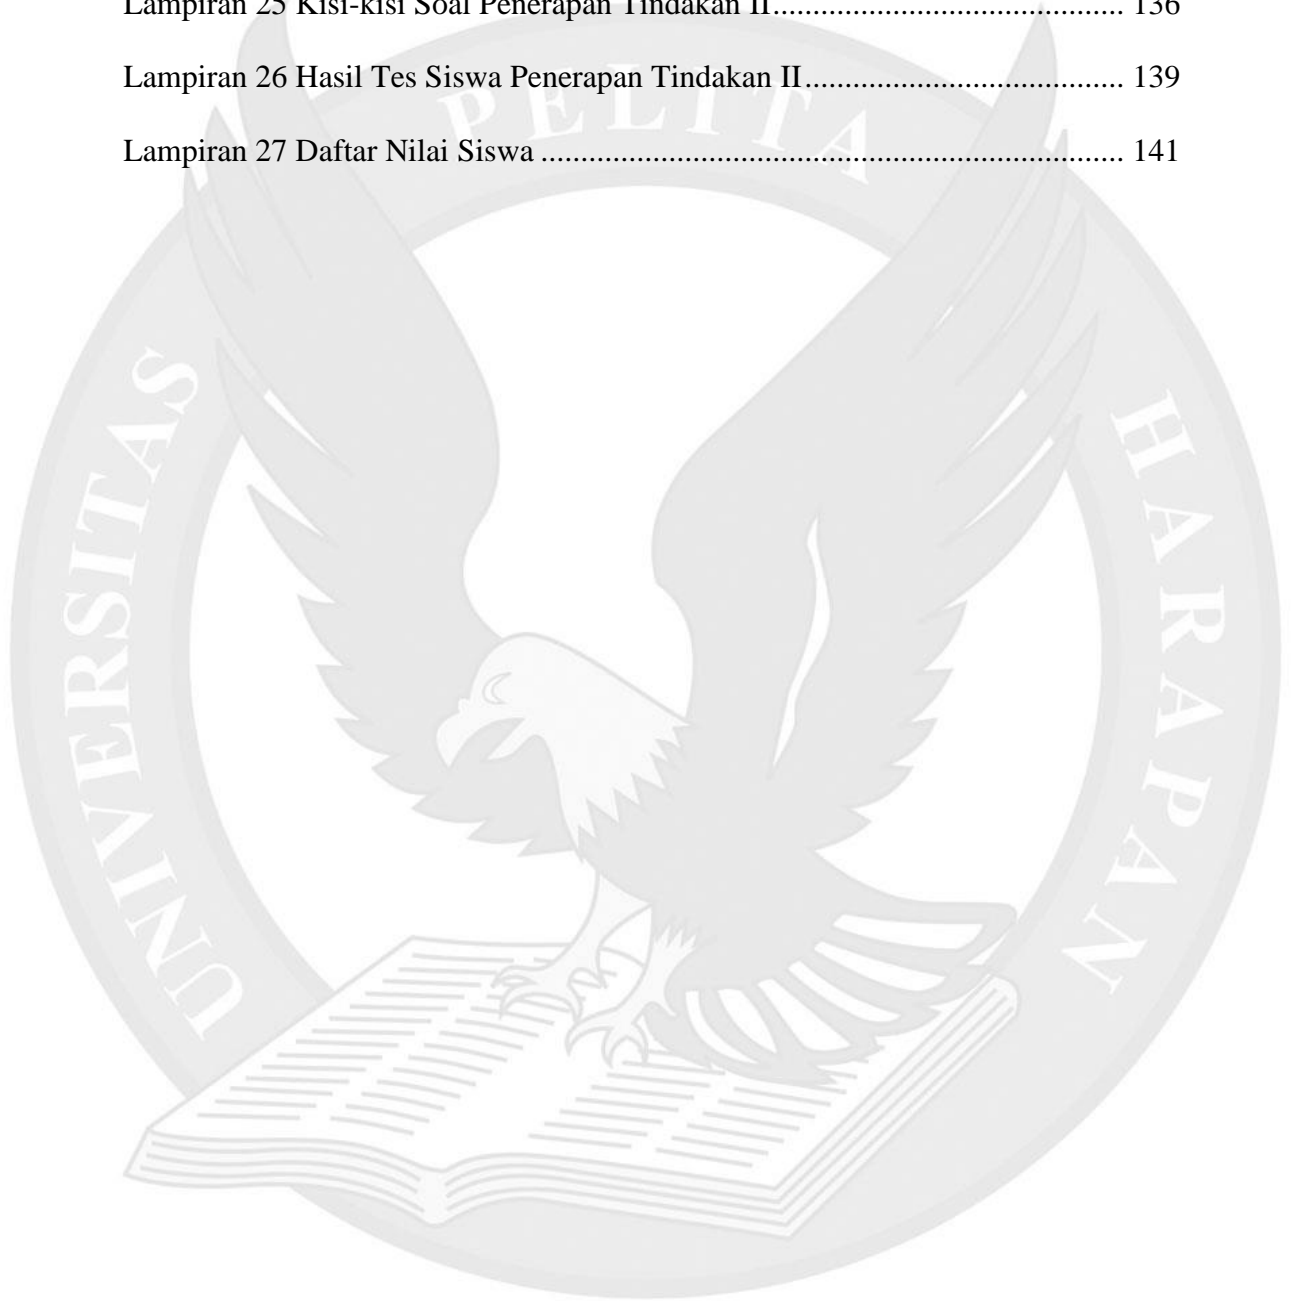 Lampiran 25 Kisi-kisi Soal Penerapan Tindakan II............................................ 136
Lampiran 26 Hasil Tes Siswa Penerapan Tindakan II........................................ 139
Lampiran 27 Daftar Nilai Siswa ......................................................................... 141
UNIVERSITAS PELITA HARAPAN